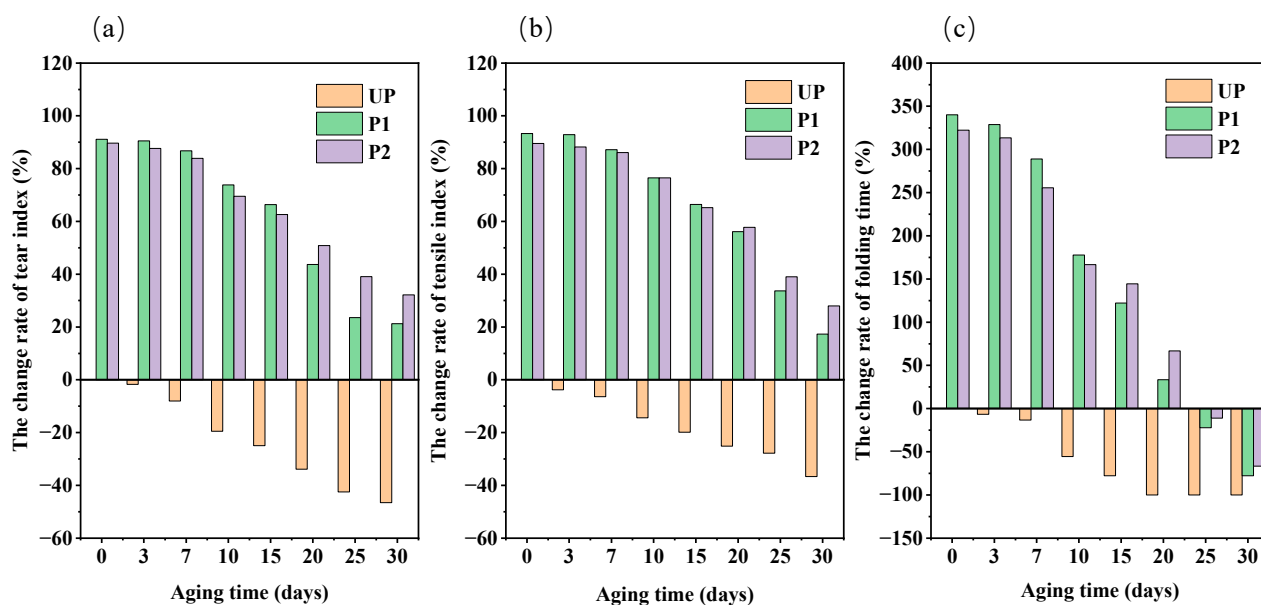 （a）
The change rate of tear index (%)
120
100
80
60
40
20
0
−20
−40
−60
UP
P1
P2
0 3 7 10 15 20 25 30
Aging time (days)
（b）
The change rate of tensile index (%)
120
100
80
60
40
20
0
−20
−40
−60
UP
P1
P2
0 3 7 10 15 20 25 30
Aging time (days)
（c）
The change rate of folding time (%)
400
350
300
250
200
150
100
50
0
−50
−100
−150
UP
P1
P2
0 3 7 10 15 20 25 30
Aging time (days)